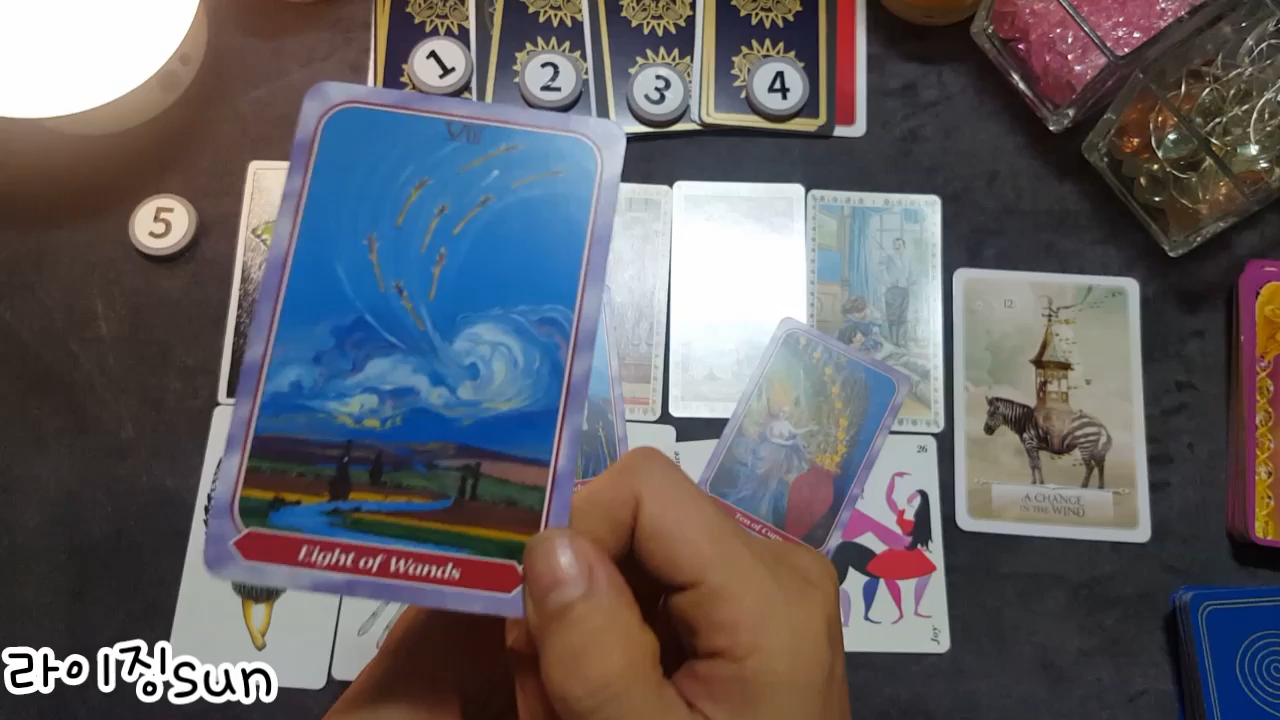 1
2
3
4
5
VIII
12.
A CHANGE
IN THE WIND
Eight of Wands
Ten of Cups
26
Joy
라이징sun